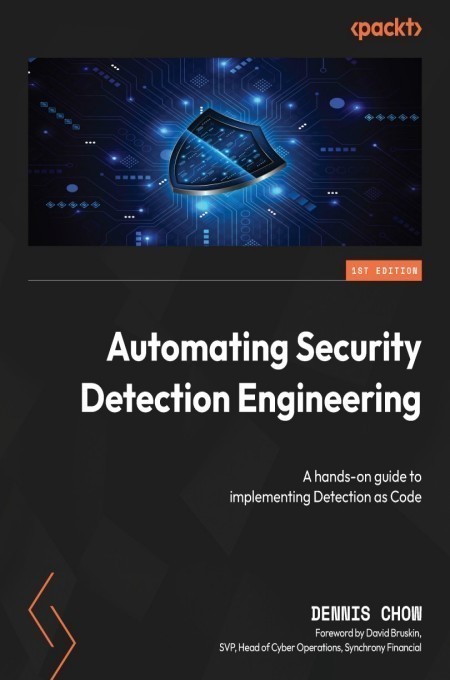 <packt>
1ST EDITION
Automating Security
Detection Engineering
A hands-on guide to
implementing Detection as Code
DENNIS CHOW
Foreword by David Bruskin,
SVP, Head of Cyber Operations, Synchrony Financial